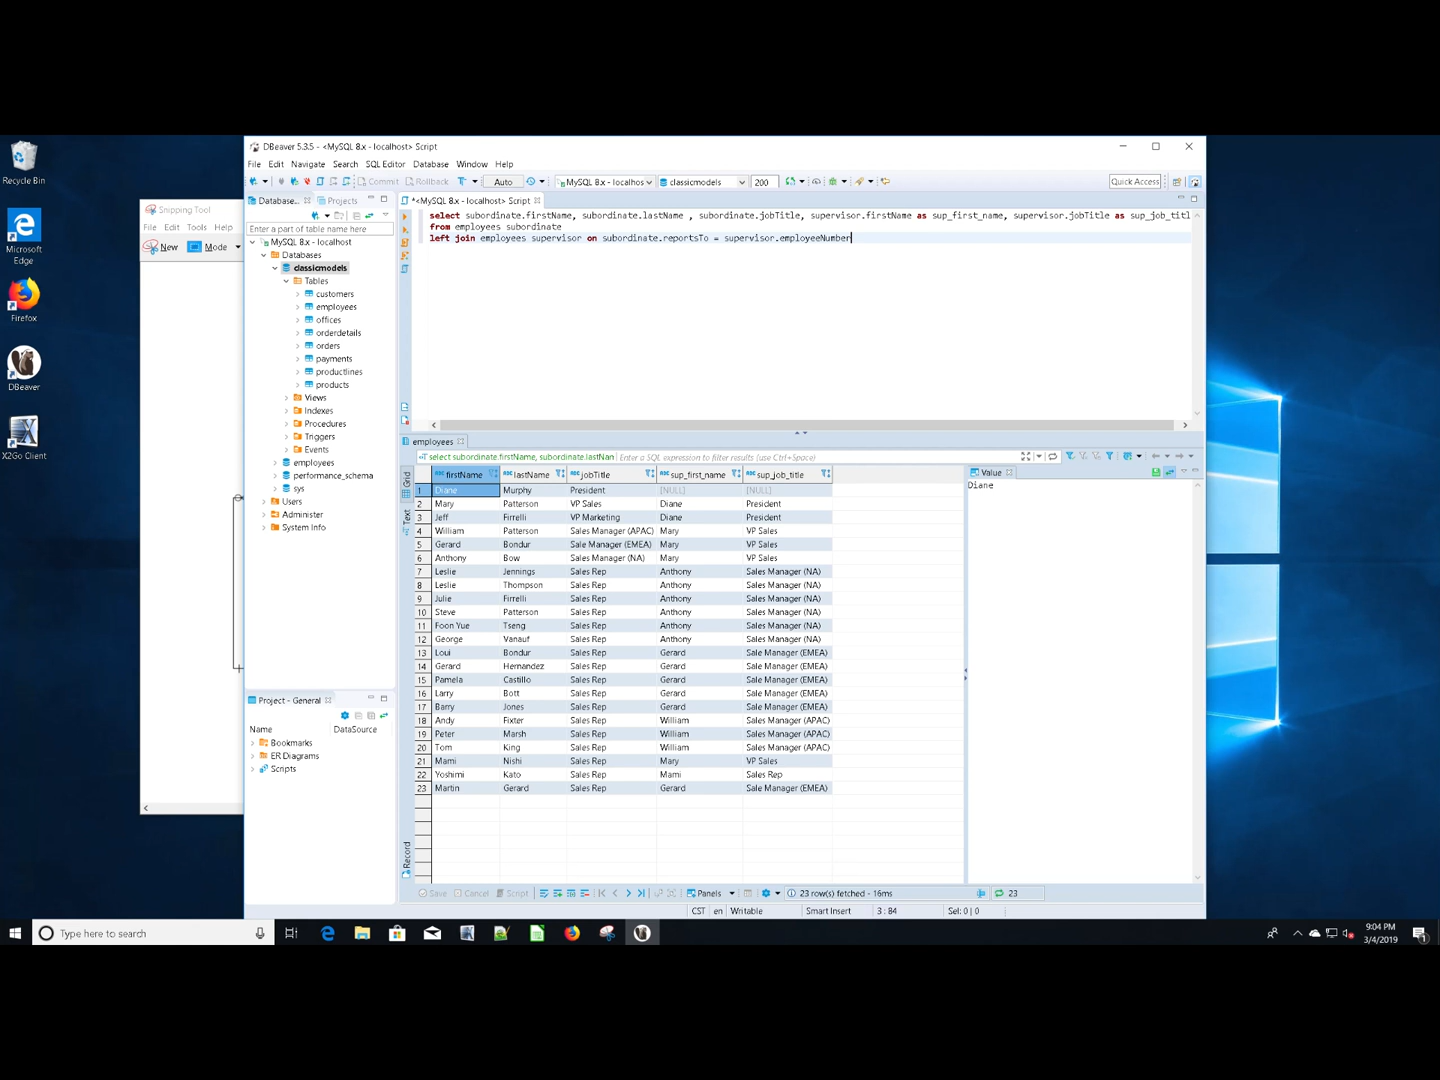 DBeaver 5.3.5 - <MySQL 8.x - localhost> Script
File Edit Navigate Search SQL Editor Database Window Help
Commit Rollback Auto MySQL 8.x - localhos classicmodels 200 Quick Access
Recycle Bin
Microsoft Edge
Firefox
DBeaver
X2Go Client
Snipping Tool
File Edit Tools Help
New Mode
Database... Projects
Enter a part of table name here
MySQL 8.x - localhost
Databases
classicmodels
Tables
customers
employees
offices
orderdetails
orders
payments
productlines
products
Views
Indexes
Procedures
Triggers
Events
employees
performance_schema
sys
Users
Administer
System Info
Project - General
Name DataSource
Bookmarks
ER Diagrams
Scripts
*<MySQL 8.x - localhost> Script
select subordinate.firstName, subordinate.lastName , subordinate.jobTitle, supervisor.firstName as sup_first_name, supervisor.jobTitle as sup_job_titl
from employees subordinate
left join employees supervisor on subordinate.reportsTo = supervisor.employeeNumber
employees
select subordinate.firstName, subordinate.lastNan Enter a SQL expression to filter results (use Ctrl+Space)
Grid
Text
Record
firstName lastName jobTitle sup_first_name sup_job_title
1 Diane Murphy President [NULL] [NULL]
2 Mary Patterson VP Sales Diane President
3 Jeff Firrelli VP Marketing Diane President
4 William Patterson Sales Manager (APAC) Mary VP Sales
5 Gerard Bondur Sale Manager (EMEA) Mary VP Sales
6 Anthony Bow Sales Manager (NA) Mary VP Sales
7 Leslie Jennings Sales Rep Anthony Sales Manager (NA)
8 Leslie Thompson Sales Rep Anthony Sales Manager (NA)
9 Julie Firrelli Sales Rep Anthony Sales Manager (NA)
10 Steve Patterson Sales Rep Anthony Sales Manager (NA)
11 Foon Yue Tseng Sales Rep Anthony Sales Manager (NA)
12 George Vanauf Sales Rep Anthony Sales Manager (NA)
13 Loui Bondur Sales Rep Gerard Sale Manager (EMEA)
14 Gerard Hernandez Sales Rep Gerard Sale Manager (EMEA)
15 Pamela Castillo Sales Rep Gerard Sale Manager (EMEA)
16 Larry Bott Sales Rep Gerard Sale Manager (EMEA)
17 Barry Jones Sales Rep Gerard Sale Manager (EMEA)
18 Andy Fixter Sales Rep William Sales Manager (APAC)
19 Peter Marsh Sales Rep William Sales Manager (APAC)
20 Tom King Sales Rep William Sales Manager (APAC)
21 Mami Nishi Sales Rep Mary VP Sales
22 Yoshimi Kato Sales Rep Mami Sales Rep
23 Martin Gerard Sales Rep Gerard Sale Manager (EMEA)
Value
Diane
Save Cancel Script Panels 23 row(s) fetched - 16ms 23
CST en Writable Smart Insert 3 : 84 Sel: 0 | 0
Type here to search
9:04 PM
3/4/2019
1